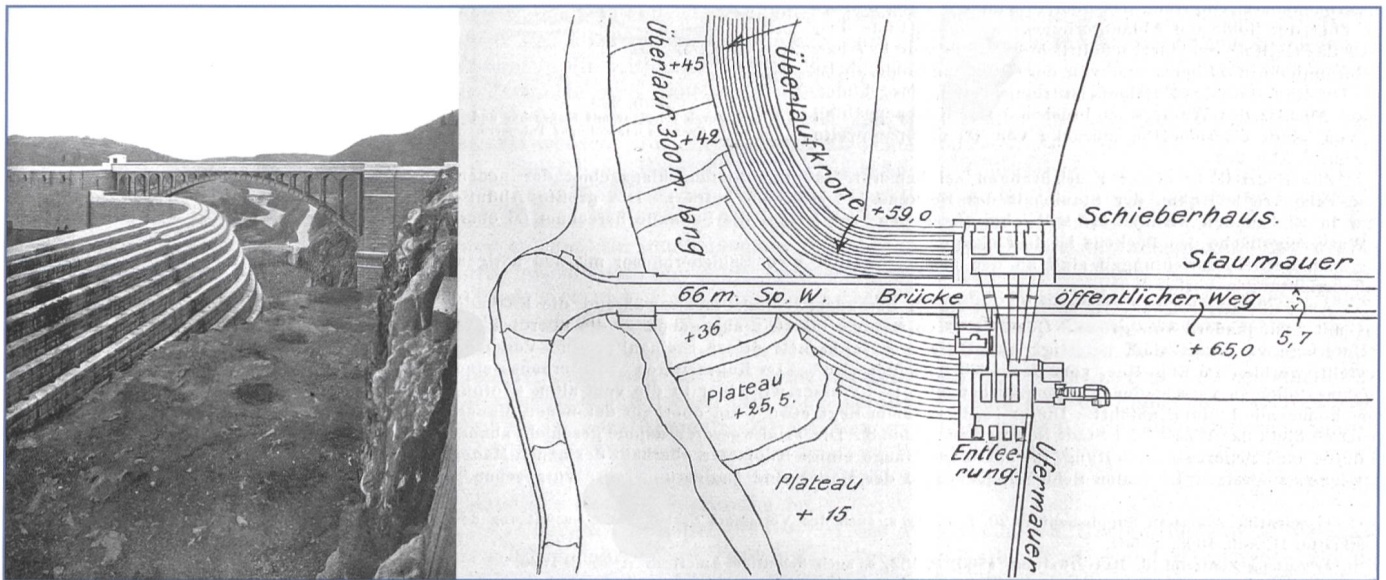 Überlauf 300 m. lang
+45
+42
Überlaufkrone
+59,0.
Schieberhaus.
Staumauer
66 m. Sp. W. Brücke
öffentlicher Weg
+36
+65,0
5,7
Plateau
+25,5.
Plateau
+15
Entlee-
rung
Ufermauer